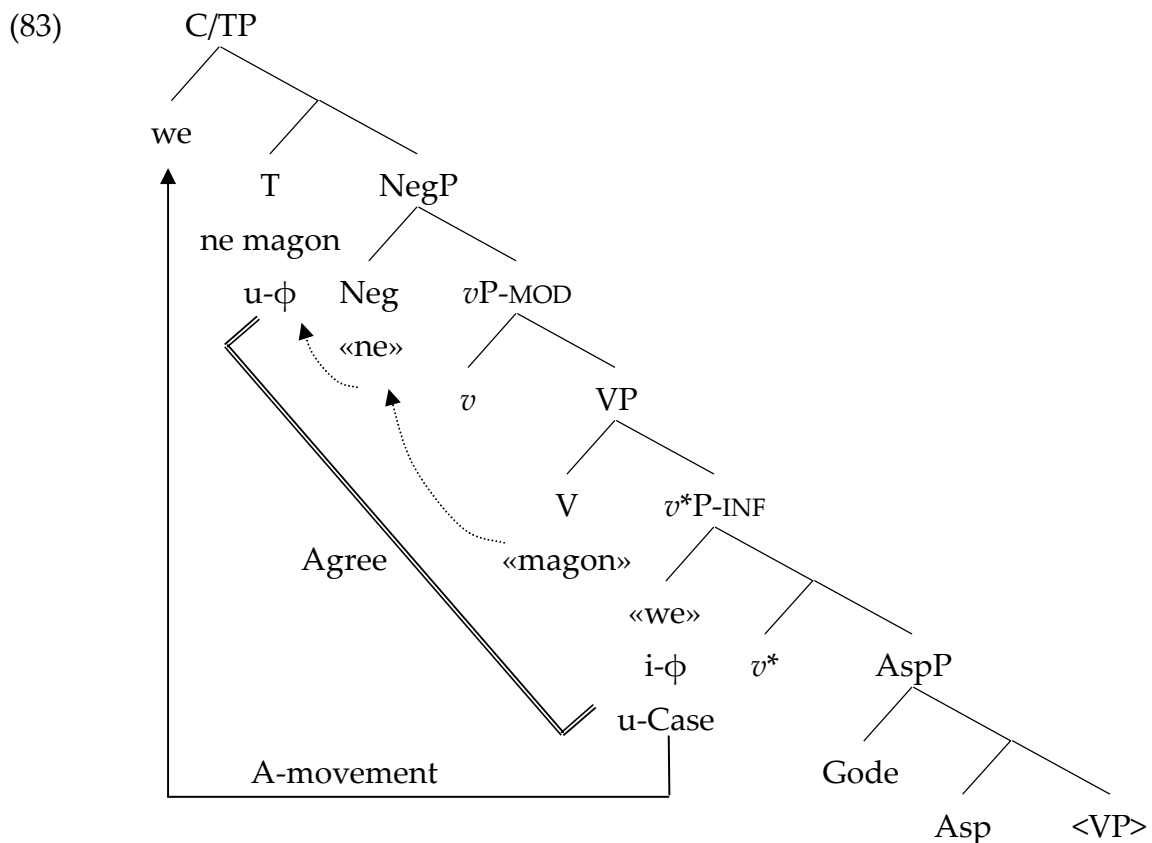 (83) C/TP
we
T NegP
ne magon
u-ϕ Neg vP-MOD
«ne»
v VP
V v*P-INF
Agree «magon»
«we»
i-ϕ v* AspP
u-Case
A-movement Gode
Asp <VP>